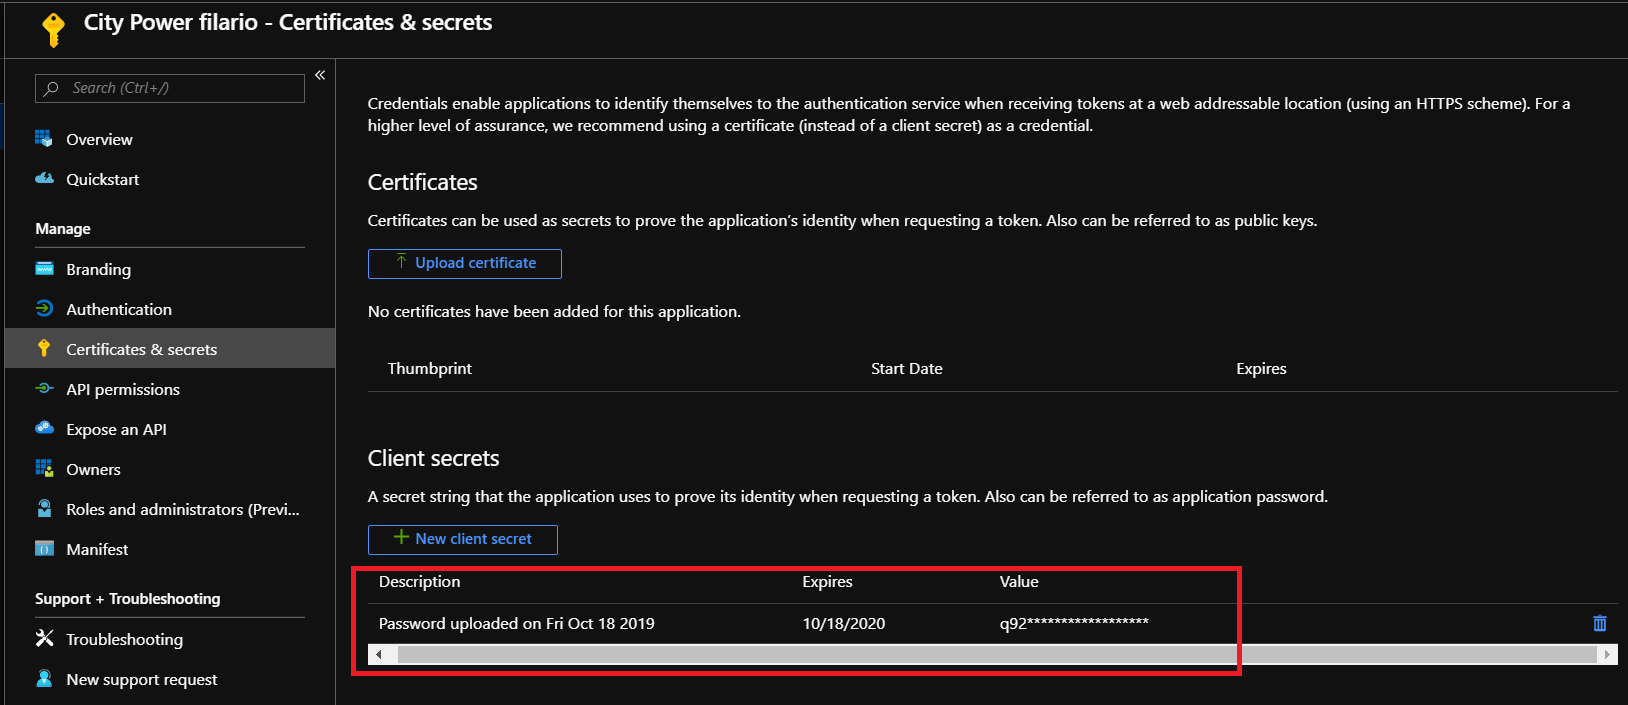 City Power filario - Certificates & secrets
Search (Ctrl+/)
«
Overview
Quickstart
Manage
Branding
Authentication
Certificates & secrets
API permissions
Expose an API
Owners
Roles and administrators (Previ...
Manifest
Support + Troubleshooting
Troubleshooting
New support request
Credentials enable applications to identify themselves to the authentication service when receiving tokens at a web addressable location (using an HTTPS scheme). For a
higher level of assurance, we recommend using a certificate (instead of a client secret) as a credential.
Certificates
Certificates can be used as secrets to prove the application's identity when requesting a token. Also can be referred to as public keys.
Upload certificate
No certificates have been added for this application.
Thumbprint Start Date Expires
Client secrets
A secret string that the application uses to prove its identity when requesting a token. Also can be referred to as application password.
New client secret
Description Expires Value
Password uploaded on Fri Oct 18 2019 10/18/2020 q92******************